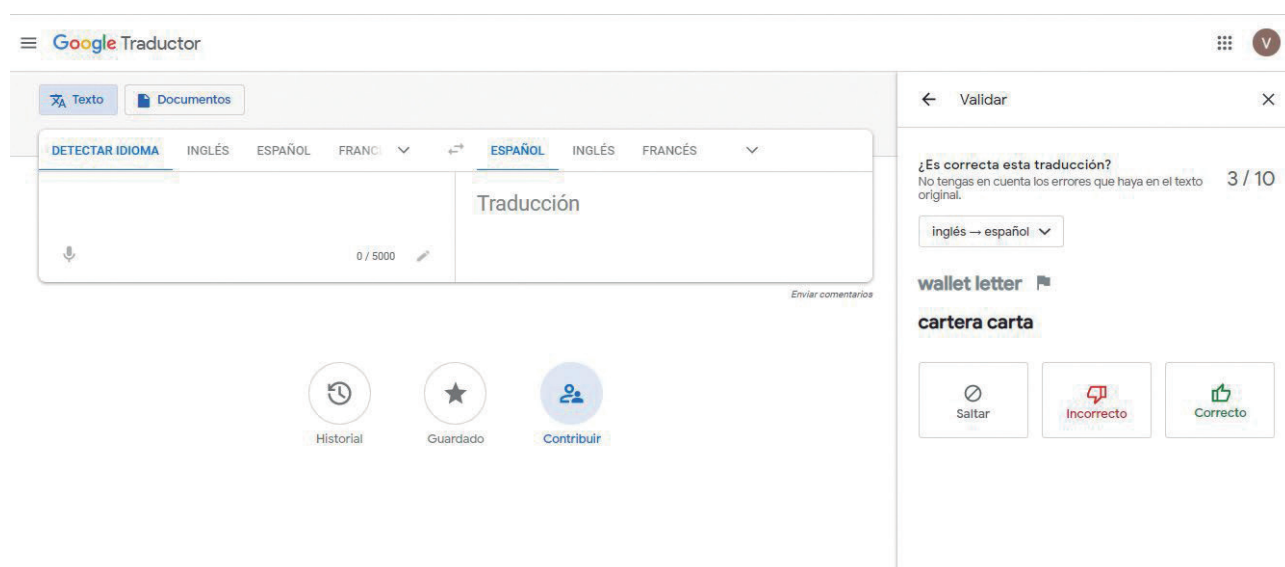 Google Traductor
V
Texto
Documentos
DETECTAR IDIOMA INGLÉS ESPAÑOL FRANC
ESPAÑOL INGLÉS FRANCÉS
Traducción
0 / 5000
Enviar comentarios
Historial
Guardado
Contribuir
Validar
¿Es correcta esta traducción?
No tengas en cuenta los errores que haya en el texto
original.
3 / 10
inglés → español
wallet letter
cartera carta
Saltar
Incorrecto
Correcto